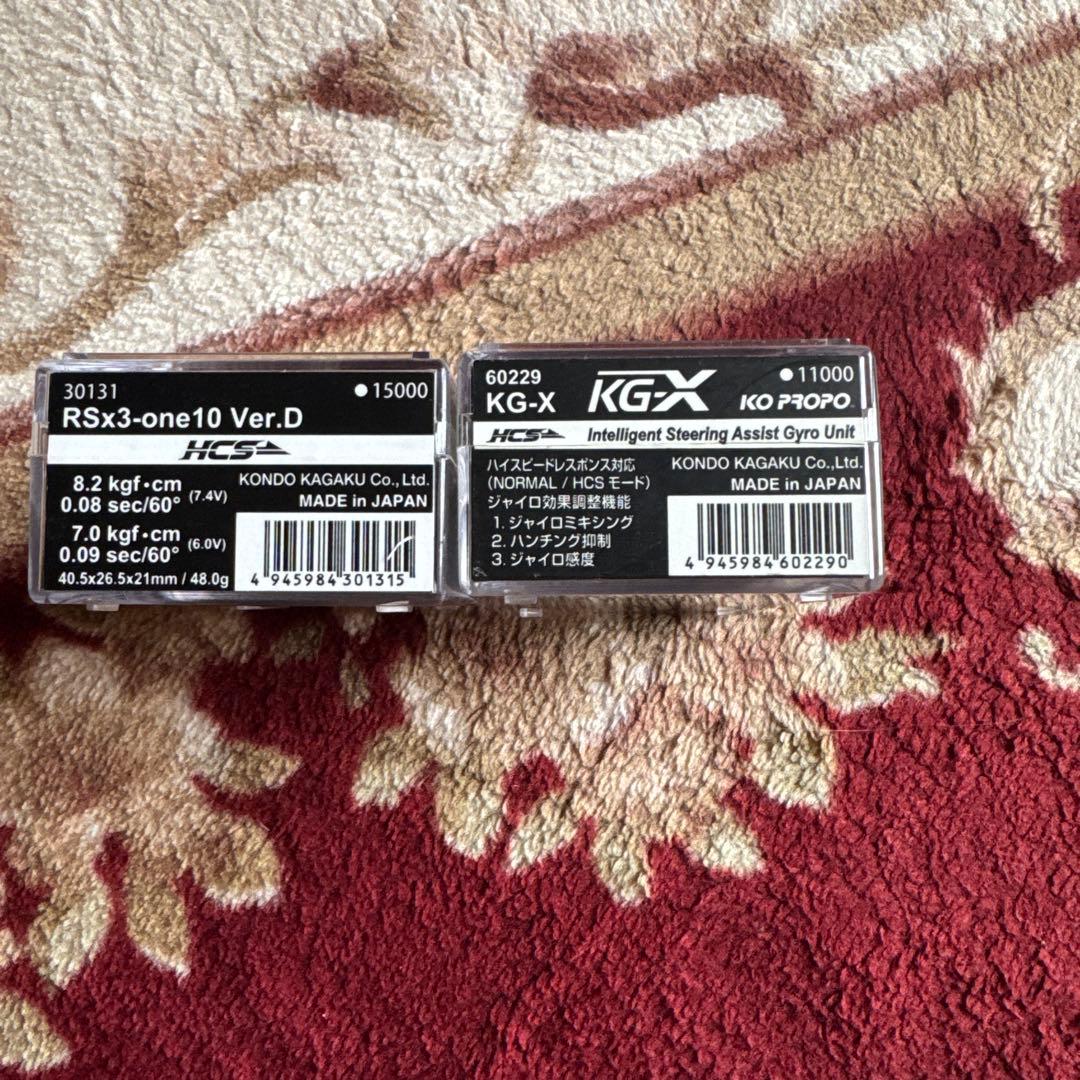 30131 ●15000
RSx3-one10 Ver.D
HCS
8.2 kgf・cm
0.08 sec/60° (7.4V)
7.0 kgf・cm
0.09 sec/60° (6.0V)
40.5x26.5x21mm / 48.0g
KONDO KAGAKU Co.,Ltd.
MADE in JAPAN
4 945984 301315
60229 ●11000
KG-X KG-X KO PROPO
HCS Intelligent Steering Assist Gyro Unit
ハイスピードレスポンス対応
(NORMAL / HCS モード)
ジャイロ効果調整機能
1. ジャイロミキシング
2. ハンチング抑制
3. ジャイロ感度
KONDO KAGAKU Co.,Ltd.
MADE in JAPAN
4 945984 602290